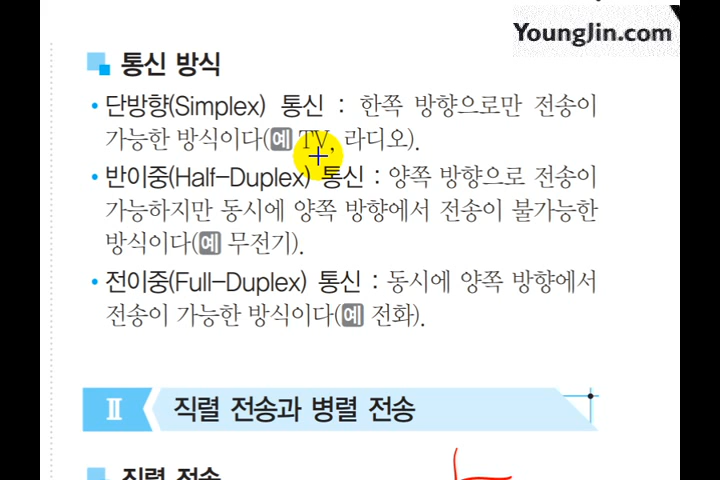 YoungJin.com
통신 방식
• 단방향(Simplex) 통신 : 한쪽 방향으로만 전송이
가능한 방식이다(예 TV, 라디오).
• 반이중(Half-Duplex) 통신 : 양쪽 방향으로 전송이
가능하지만 동시에 양쪽 방향에서 전송이 불가능한
방식이다(예 무전기).
• 전이중(Full-Duplex) 통신 : 동시에 양쪽 방향에서
전송이 가능한 방식이다(예 전화).
Ⅱ 직렬 전송과 병렬 전송
직렬 전송